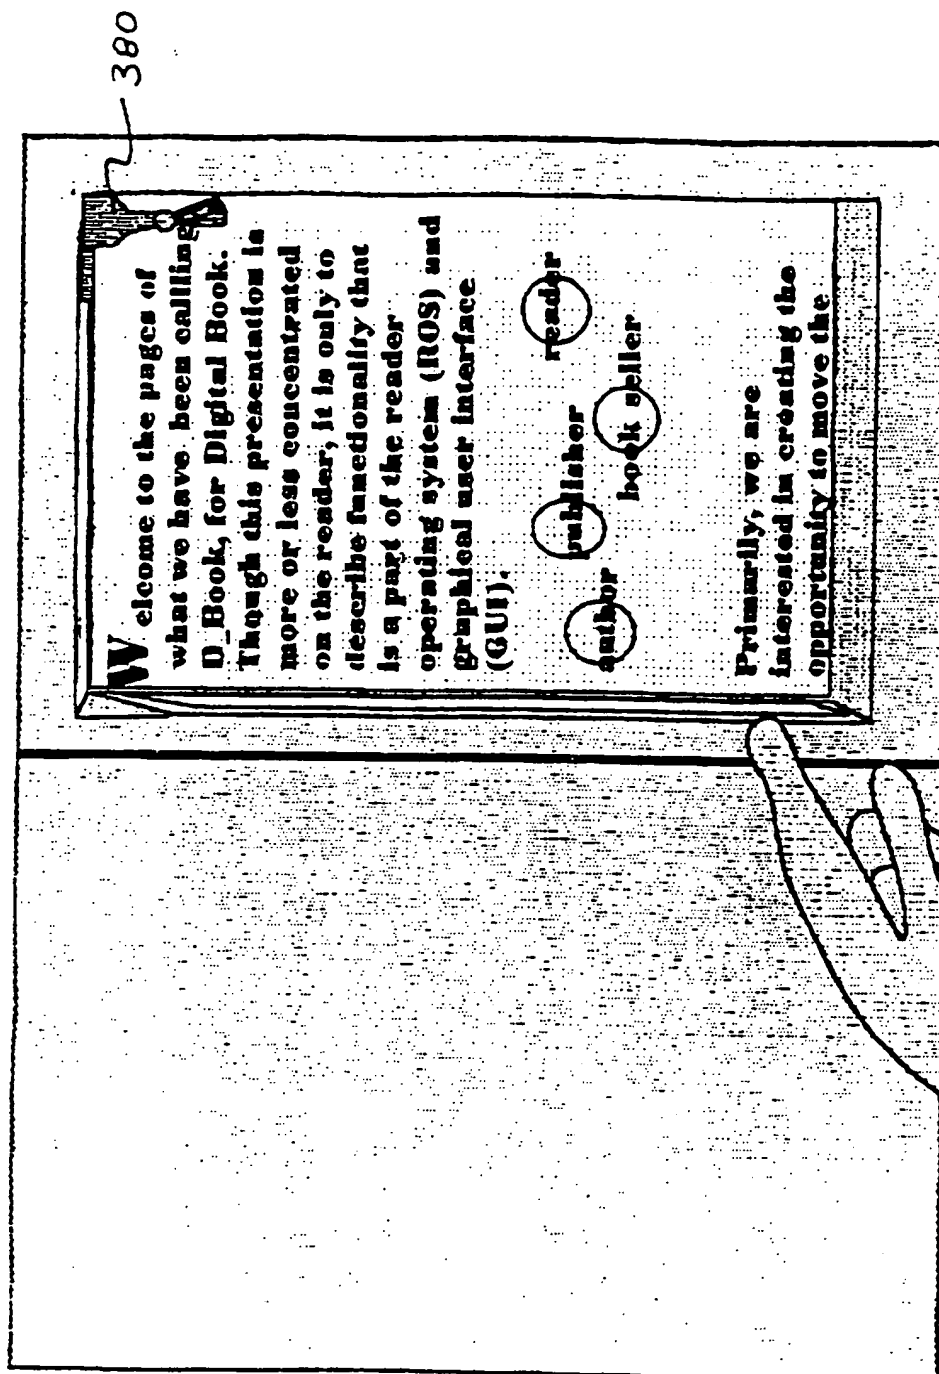 380
Welcome to the pages of
what we have been callling
D_Book, for Digital Book.
Though this presentation is
more or less concentrated
on the reader, it is only to
describe funcdonality that
is a part of the reader
operating system (ROS) and
graphical user interface
(GUI).
author publisher book seller reader
Primarily, we are
interested in creating the
opportunity to move the